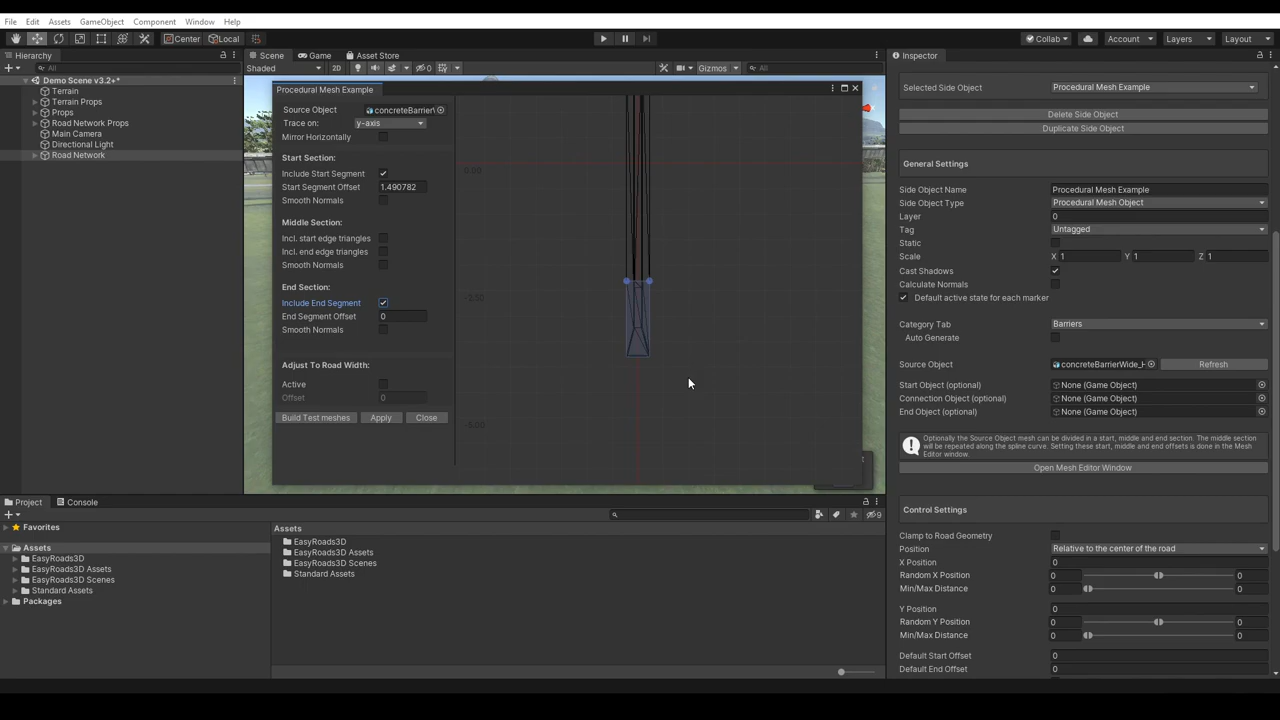 File Edit Assets GameObject Component Window Help
Center Local Collab Account Layers Layout
Hierarchy Scene Game Asset Store Inspector
All Shaded 2D 0 Gizmos All
Demo Scene v3.2+*
Terrain
Terrain Props
Props
Road Network Props
Main Camera
Directional Light
Road Network
Procedural Mesh Example
Source Object concreteBarrier
Trace on: y-axis
Mirror Horizontally
Start Section:
Include Start Segment
Start Segment Offset 1.490782
Smooth Normals
Middle Section:
Incl. start edge triangles
Incl. end edge triangles
Smooth Normals
End Section:
Include End Segment
End Segment Offset 0
Smooth Normals
Adjust To Road Width:
Active
Offset 0
Build Test meshes Apply Close
0.00
-2.50
-5.00
Selected Side Object Procedural Mesh Example
Delete Side Object
Duplicate Side Object
General Settings
Side Object Name Procedural Mesh Example
Side Object Type Procedural Mesh Object
Layer 0
Tag Untagged
Static
Scale X 1 Y 1 Z 1
Cast Shadows
Calculate Normals
Default active state for each marker
Category Tab Barriers
Auto Generate
Source Object concreteBarrierWide_H Refresh
Start Object (optional) None (Game Object)
Connection Object (optional) None (Game Object)
End Object (optional) None (Game Object)
Optionally the Source Object mesh can be divided in a start, middle and end section. The middle section
will be repeated along the spline curve. Setting these start, middle and end offsets is done in the Mesh
Editor window.
Open Mesh Editor Window
Control Settings
Clamp to Road Geometry
Position Relative to the center of the road
X Position 0
Random X Position 0 0
Min/Max Distance 0 0
Y Position 0
Random Y Position 0 0
Min/Max Distance 0 0
Default Start Offset 0
Default End Offset 0
Project Console
9
Favorites
Assets
EasyRoads3D
EasyRoads3D Assets
EasyRoads3D Scenes
Standard Assets
Packages
Assets
EasyRoads3D
EasyRoads3D Assets
EasyRoads3D Scenes
Standard Assets